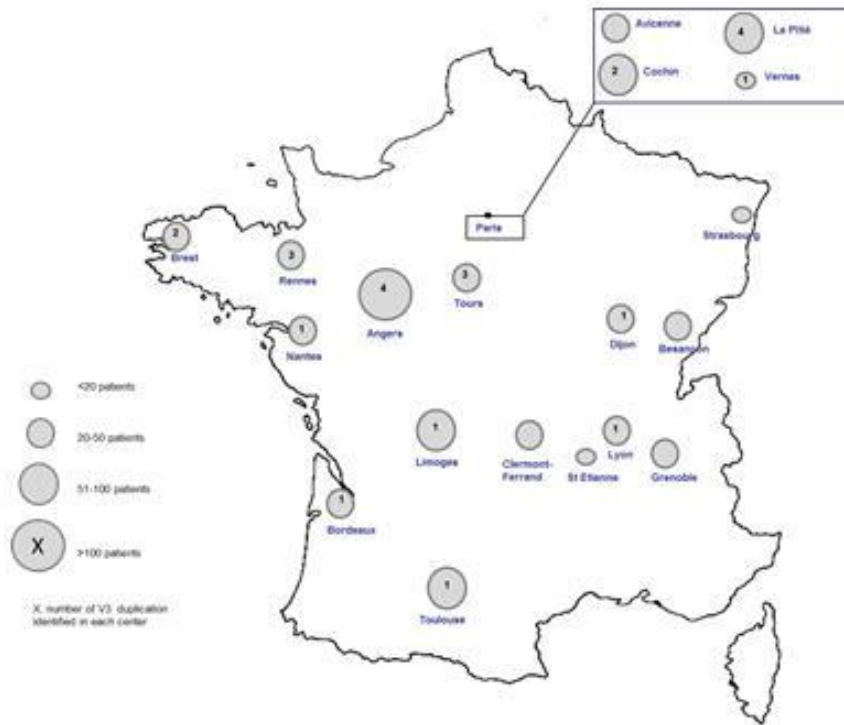 Avicenne
4 La Pitié
2 Cochin
1 Vernes
Paris
Strasbourg
2
Brest
3
Rennes
4
Angers
3
Tours
1
Nantes
1
Dijon
Besançon
<20 patients
20-50 patients
51-100 patients
X >100 patients
1
Limoges
Clermont-
Ferrand
St Etienne
1
Lyon
Grenoble
1
Bordeaux
1
Toulouse
X: number of V3 duplication
identified in each center